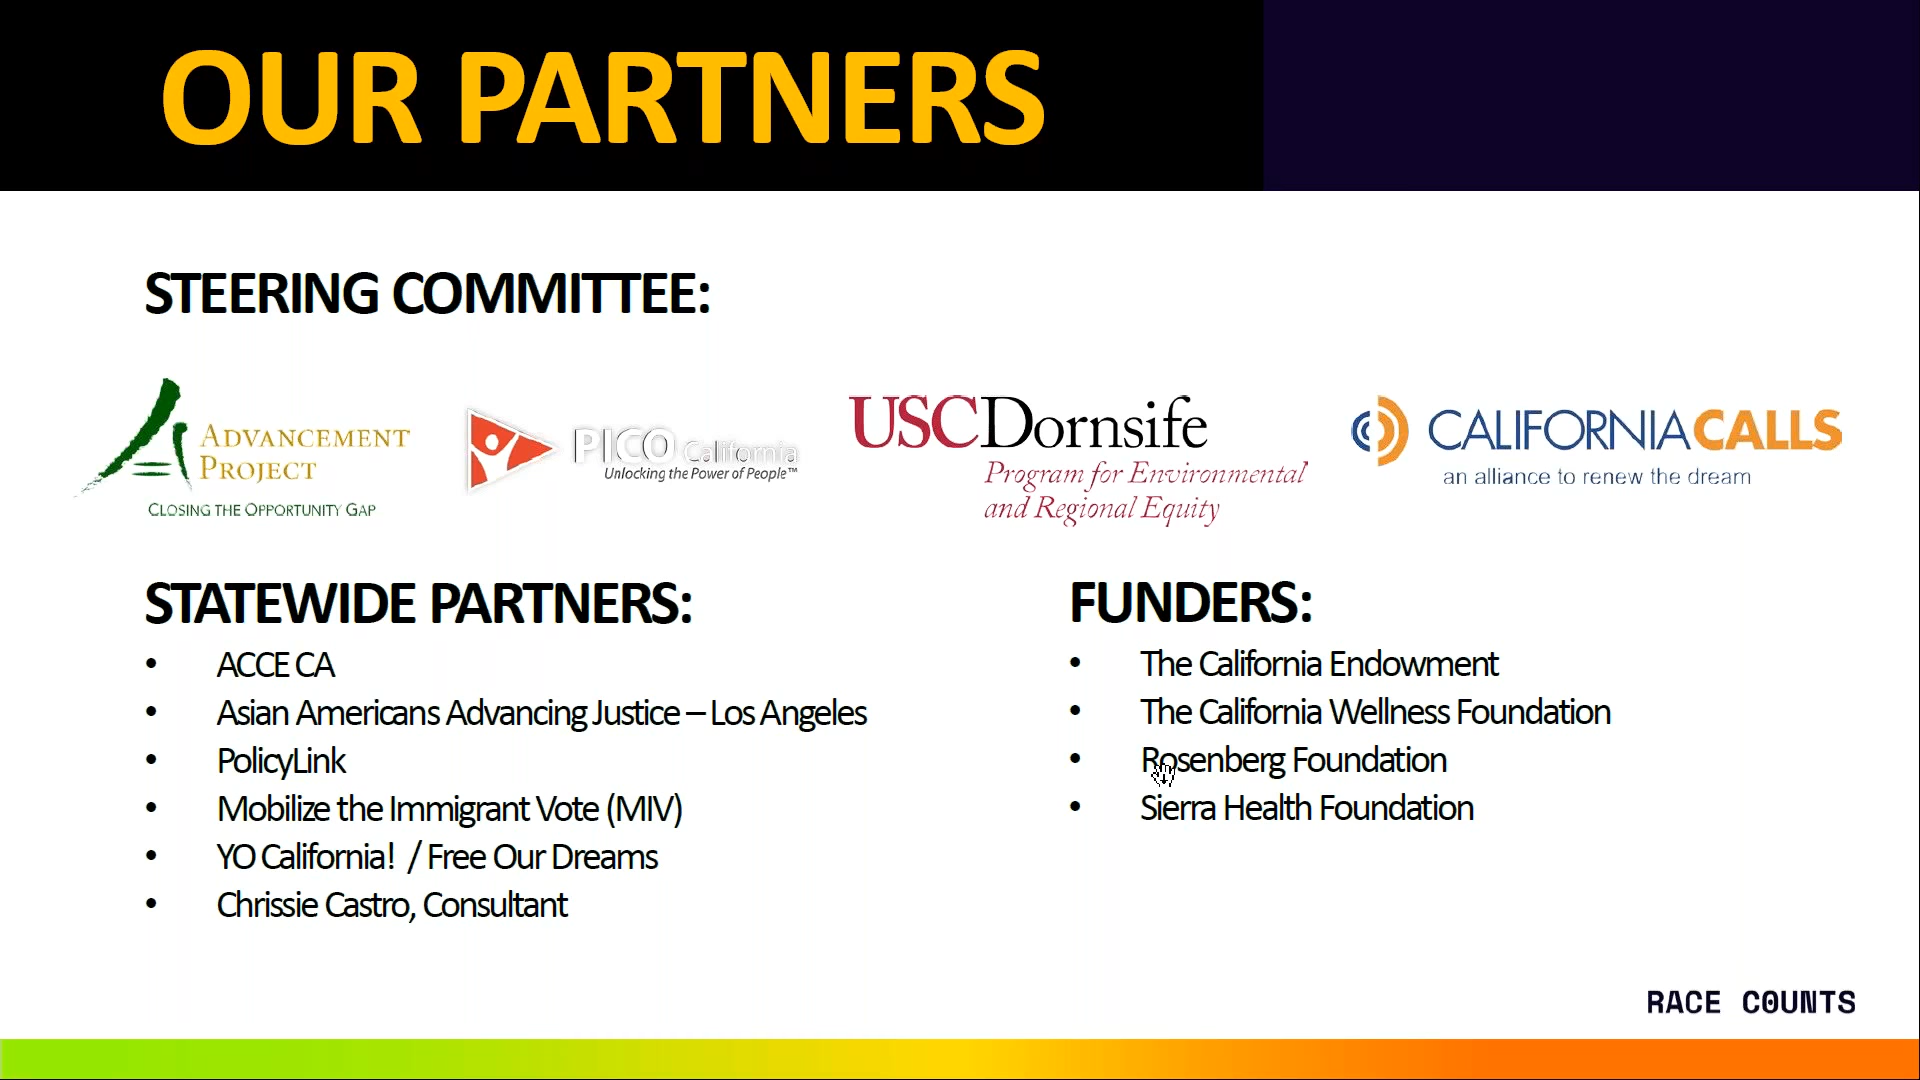 OUR PARTNERS
STEERING COMMITTEE:
ADVANCEMENT
PROJECT
CLOSING THE OPPORTUNITY GAP
PICO California
Unlocking the Power of People™
USCDornsife
Program for Environmental
and Regional Equity
CALIFORNIACALLS
an alliance to renew the dream
STATEWIDE PARTNERS:
• ACCE CA
• Asian Americans Advancing Justice – Los Angeles
• PolicyLink
• Mobilize the Immigrant Vote (MIV)
• YO California! / Free Our Dreams
• Chrissie Castro, Consultant
FUNDERS:
• The California Endowment
• The California Wellness Foundation
• Rosenberg Foundation
• Sierra Health Foundation
RACE COUNTS